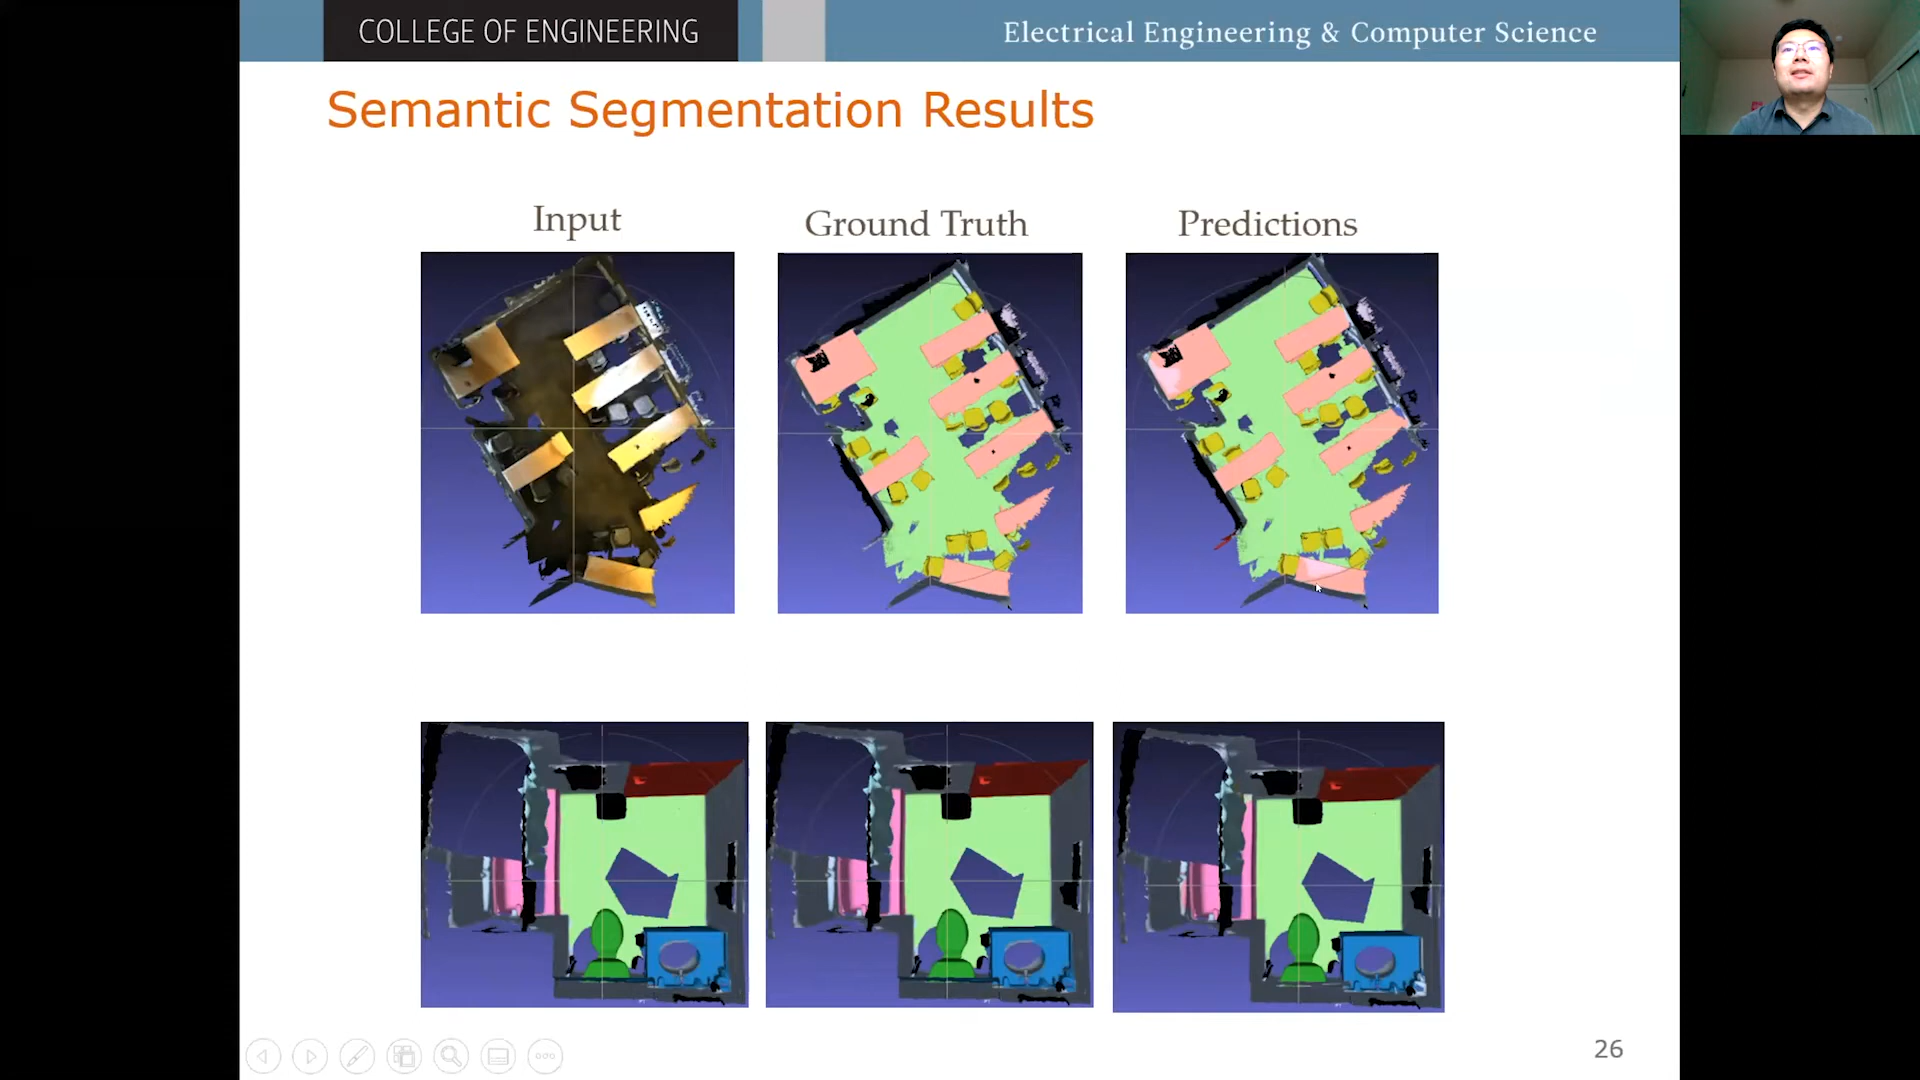 COLLEGE OF ENGINEERING
Electrical Engineering & Computer Science
Semantic Segmentation Results
Input
Ground Truth
Predictions
26